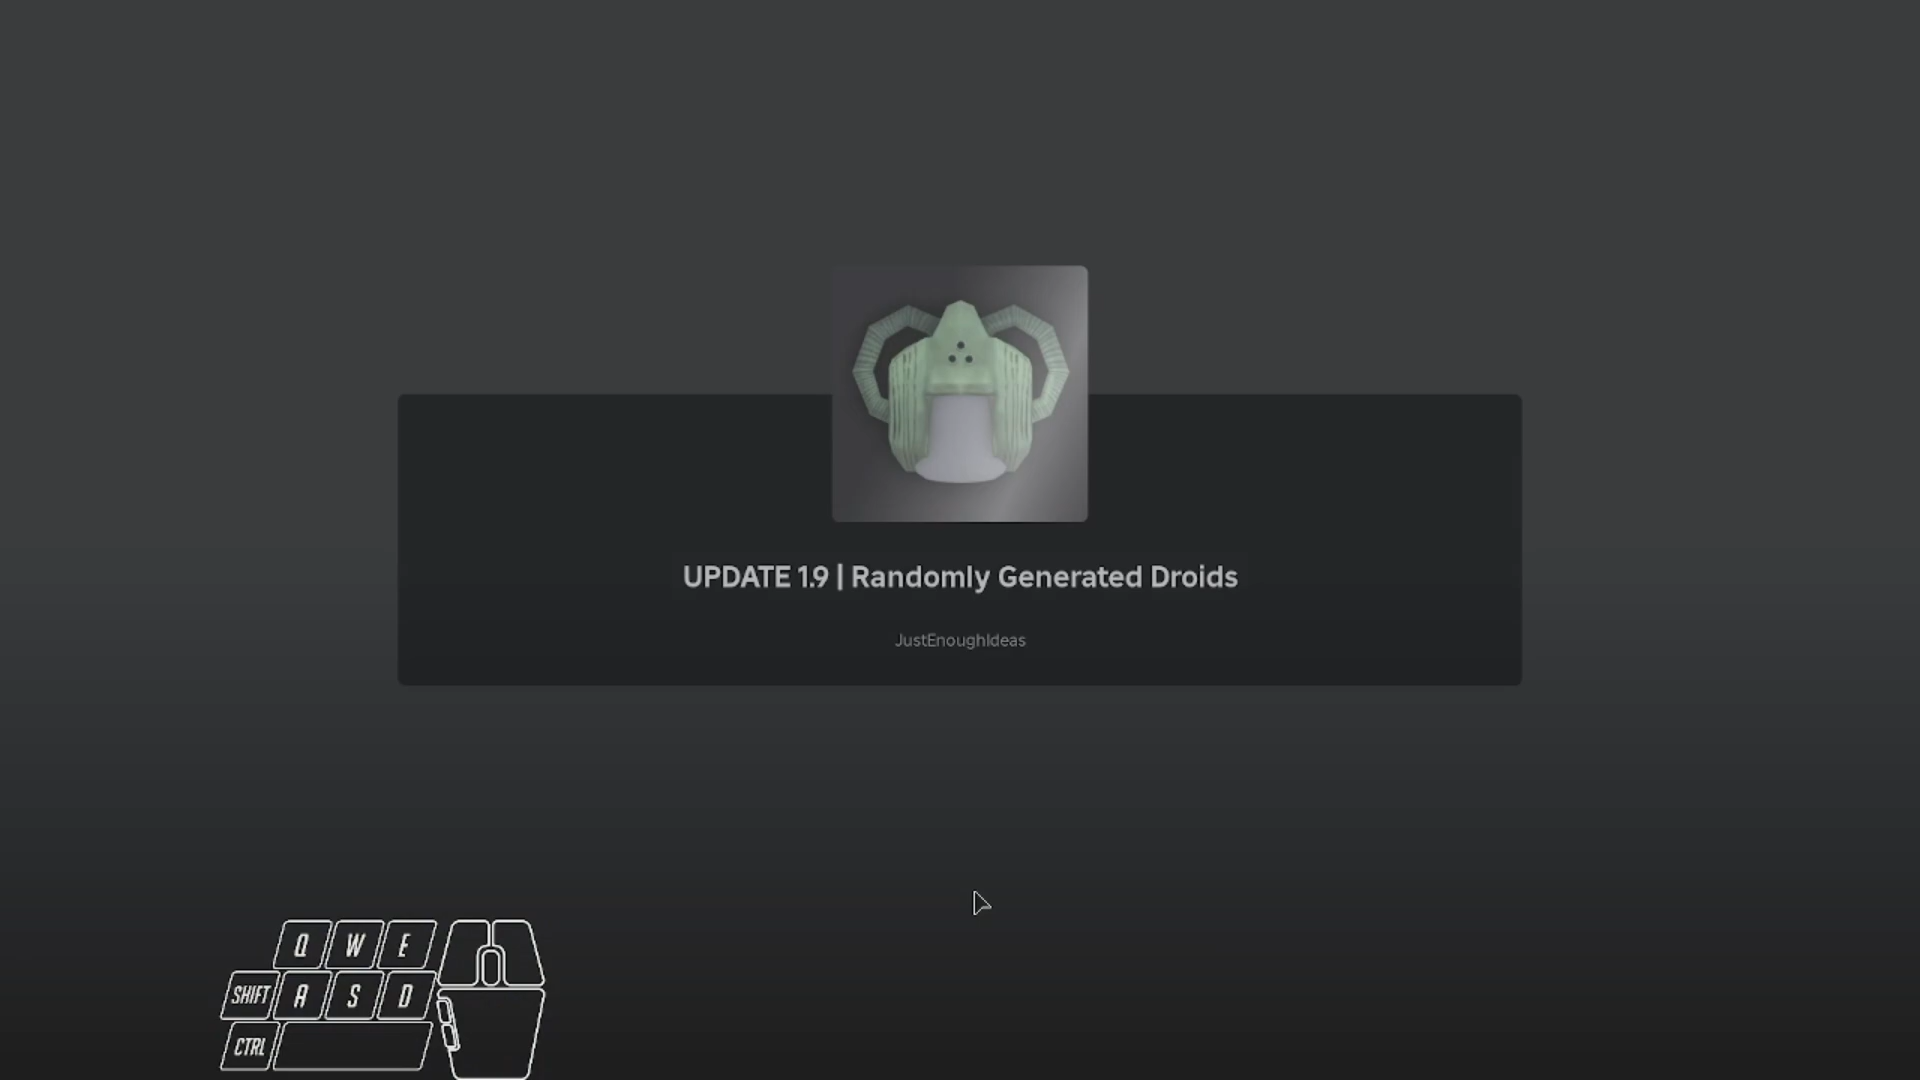 UPDATE 1.9 | Randomly Generated Droids
JustEnoughIdeas
Q W E
SHIFT A S D
CTRL